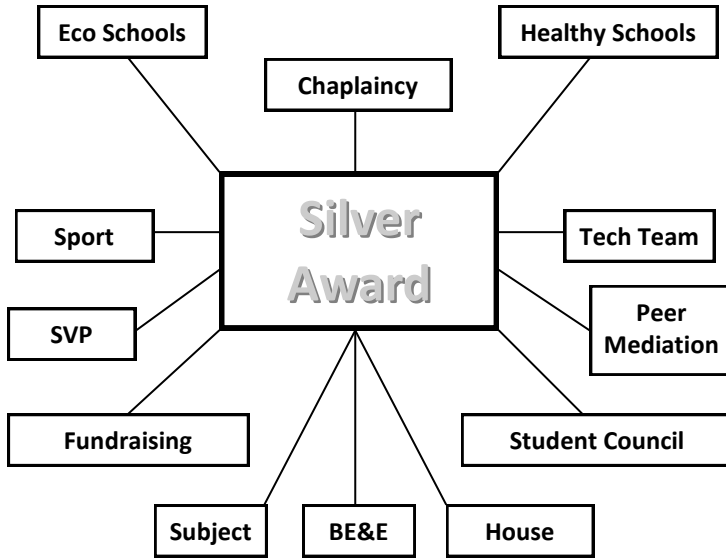 Eco Schools
Healthy Schools
Chaplaincy
Silver
Award
Sport
Tech Team
SVP
Peer
Mediation
Fundraising
Student Council
Subject
BE&E
House